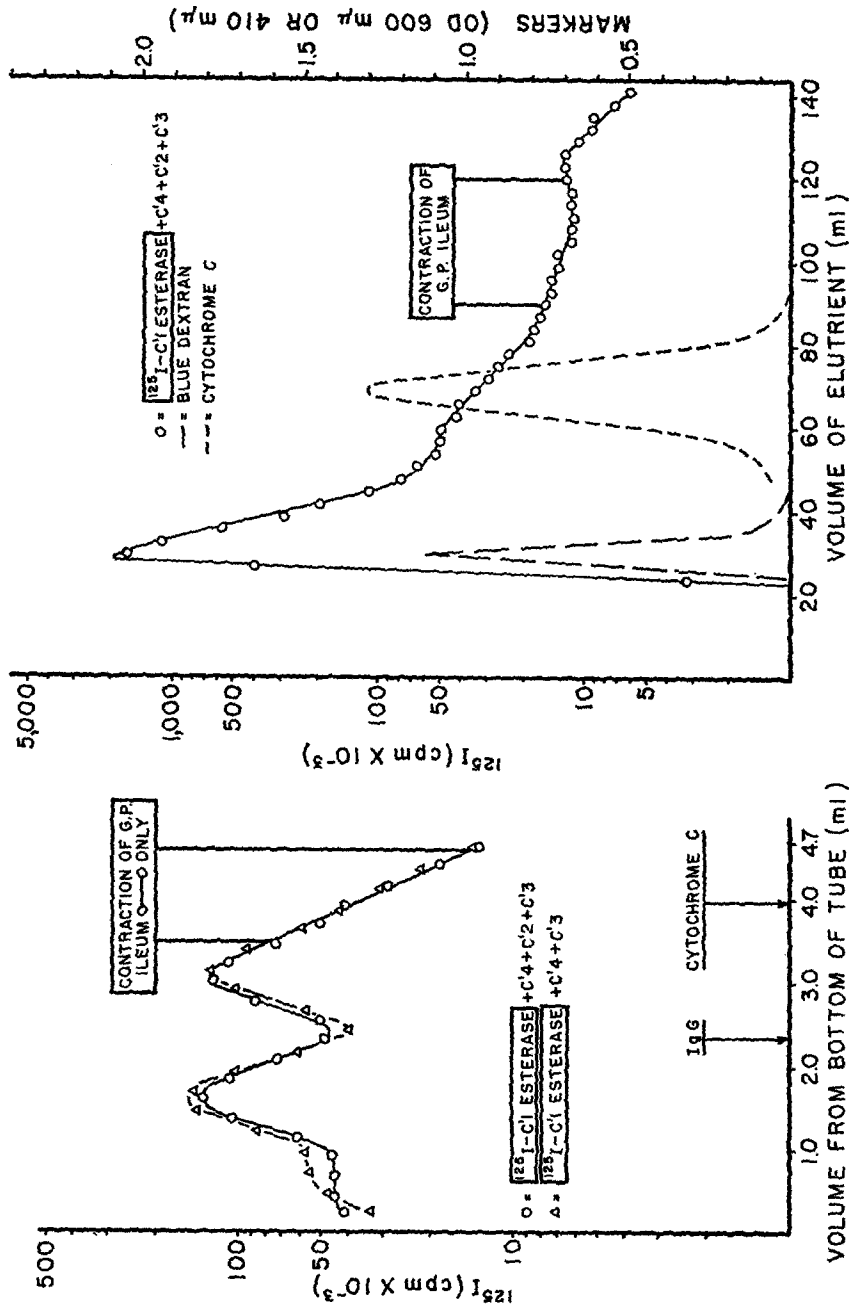 ¹²⁵I (cpm X 10⁻³)
500
100
50
10
CONTRACTION OF G.P.
ILEUM o—o ONLY
o = ¹²⁵I-C'1 ESTERASE +C'4+C'2+C'3
Δ = ¹²⁵I-C'1 ESTERASE +C'4+C'3
IgG
CYTOCHROME C
1.0
2.0
3.0
4.0
4.7
VOLUME FROM BOTTOM OF TUBE (ml)
¹²⁵I (cpm X 10⁻³)
5,000
1,000
500
100
50
10
5
o = ¹²⁵I-C'1 ESTERASE +C'4+C'2+C'3
— = BLUE DEXTRAN
--- = CYTOCHROME C
CONTRACTION OF
G.P. ILEUM
20
40
60
80
100
120
140
VOLUME OF ELUTRIENT (ml)
2.0
1.5
1.0
0.5
MARKERS (OD 600 mμ OR 410 mμ)